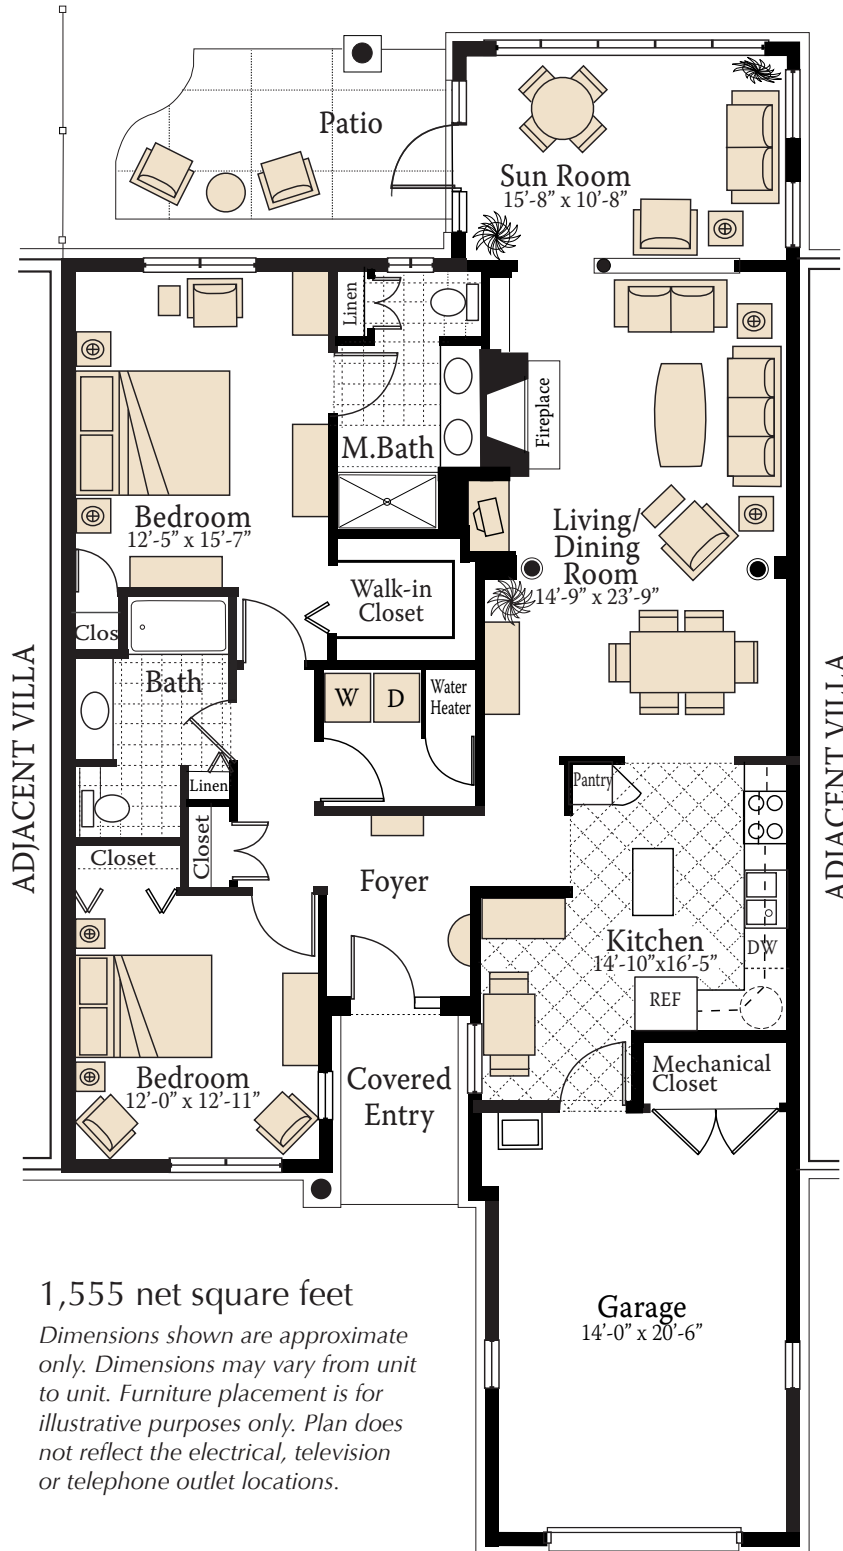 Patio
Sun Room
15’-8” x 10’-8”
Linen
Fireplace
M.Bath
Bedroom
12’-5” x 15’-7”
Living/
Dining
Room
14’-9” x 23’-9”
Walk-in
Closet
Clos
Bath
W
D
Water
Heater
Linen
Pantry
Closet
Closet
Foyer
Kitchen
14’-10”x16’-5”
DW
REF
ADJACENT VILLA
ADJACENT VILLA
Bedroom
12’-0” x 12’-11”
Covered
Entry
Mechanical
Closet
Garage
14’-0” x 20’-6”
1,555 net square feet
Dimensions shown are approximate
only. Dimensions may vary from unit
to unit. Furniture placement is for
illustrative purposes only. Plan does
not reflect the electrical, television
or telephone outlet locations.